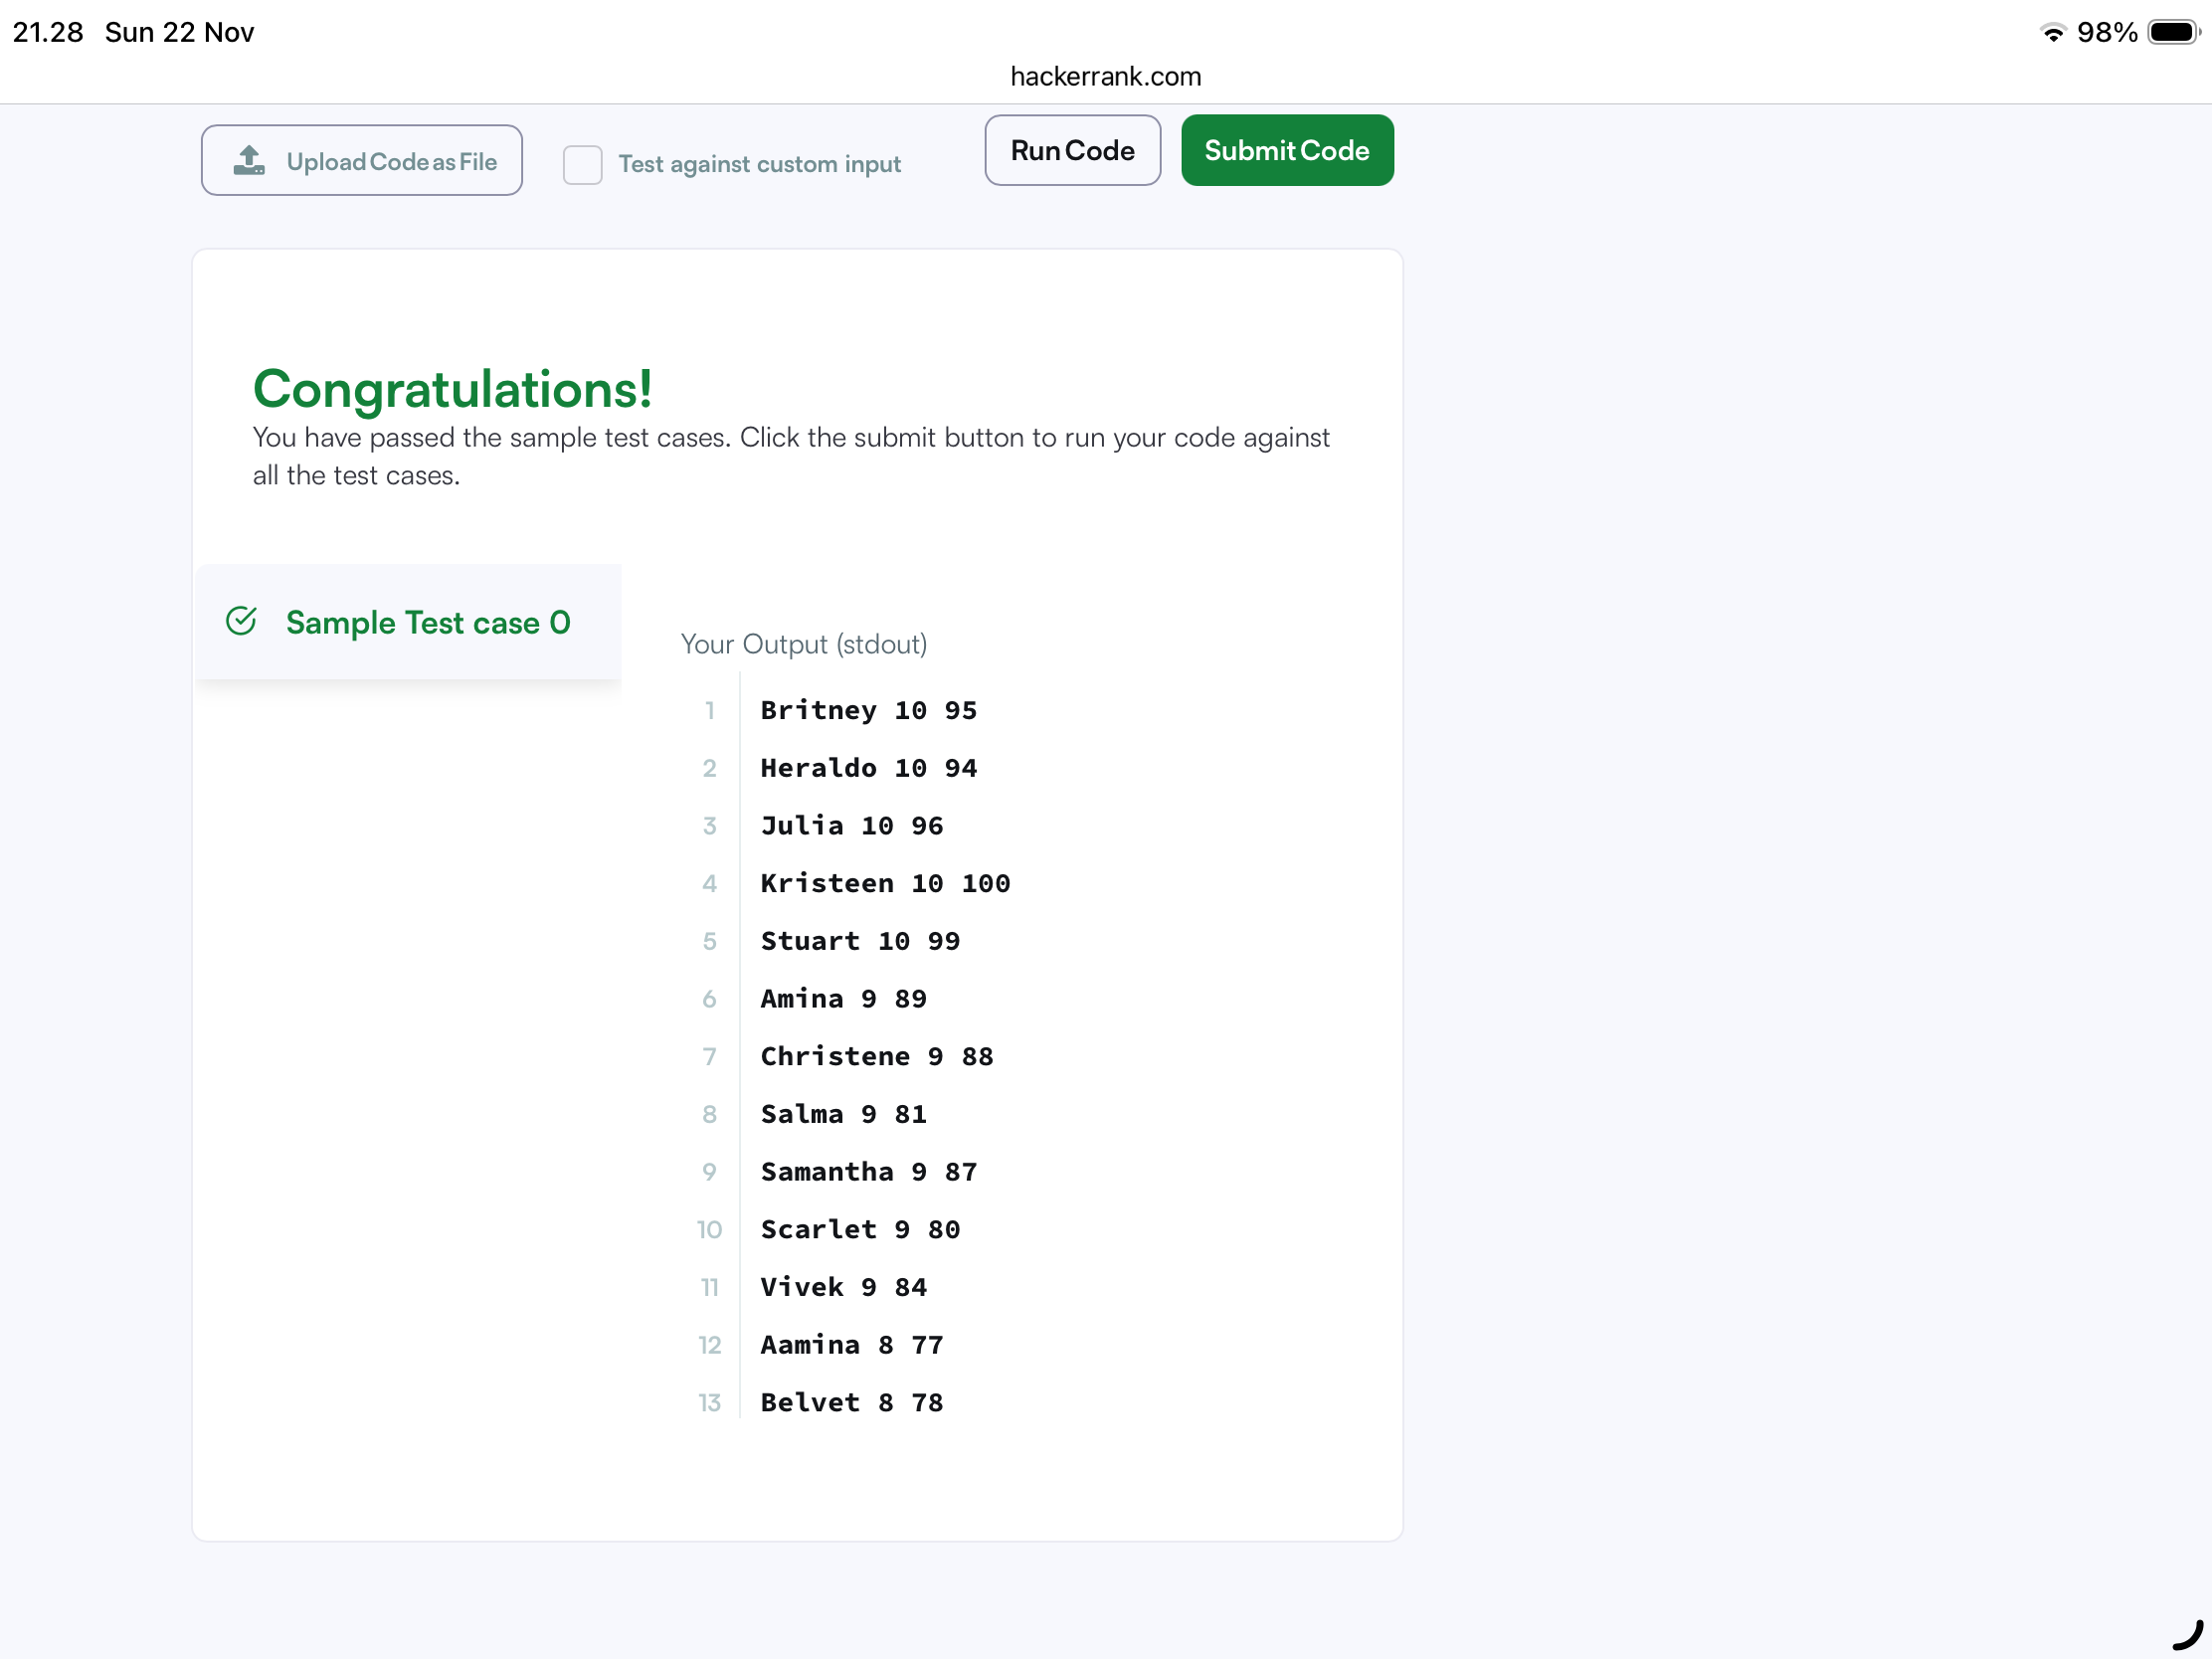 21.28 Sun 22 Nov
98%
hackerrank.com
Upload Code as File
Test against custom input
Run Code
Submit Code
Congratulations!
You have passed the sample test cases. Click the submit button to run your code against
all the test cases.
Sample Test case 0
Your Output (stdout)
1 Britney 10 95
2 Heraldo 10 94
3 Julia 10 96
4 Kristeen 10 100
5 Stuart 10 99
6 Amina 9 89
7 Christene 9 88
8 Salma 9 81
9 Samantha 9 87
10 Scarlet 9 80
11 Vivek 9 84
12 Aamina 8 77
13 Belvet 8 78